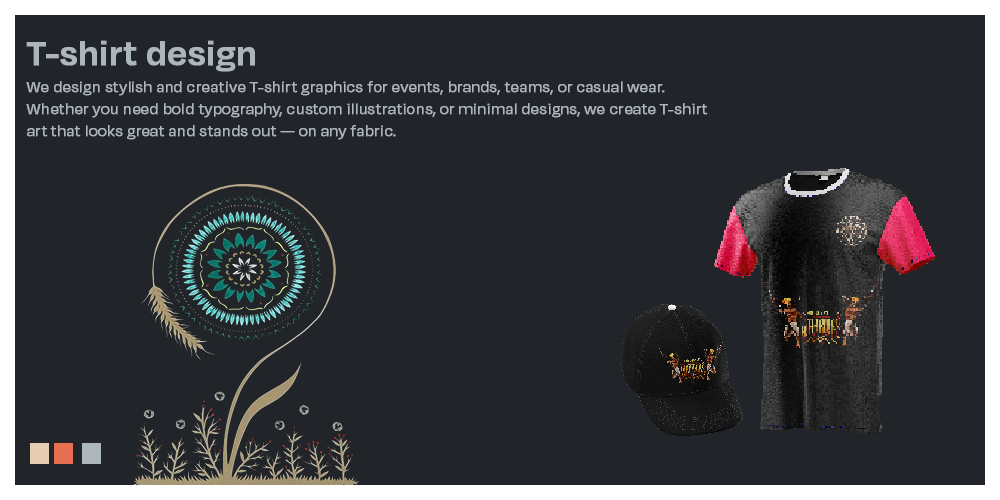 T-shirt design
We design stylish and creative T-shirt graphics for events, brands, teams, or casual wear.
Whether you need bold typography, custom illustrations, or minimal designs, we create T-shirt
art that looks great and stands out — on any fabric.